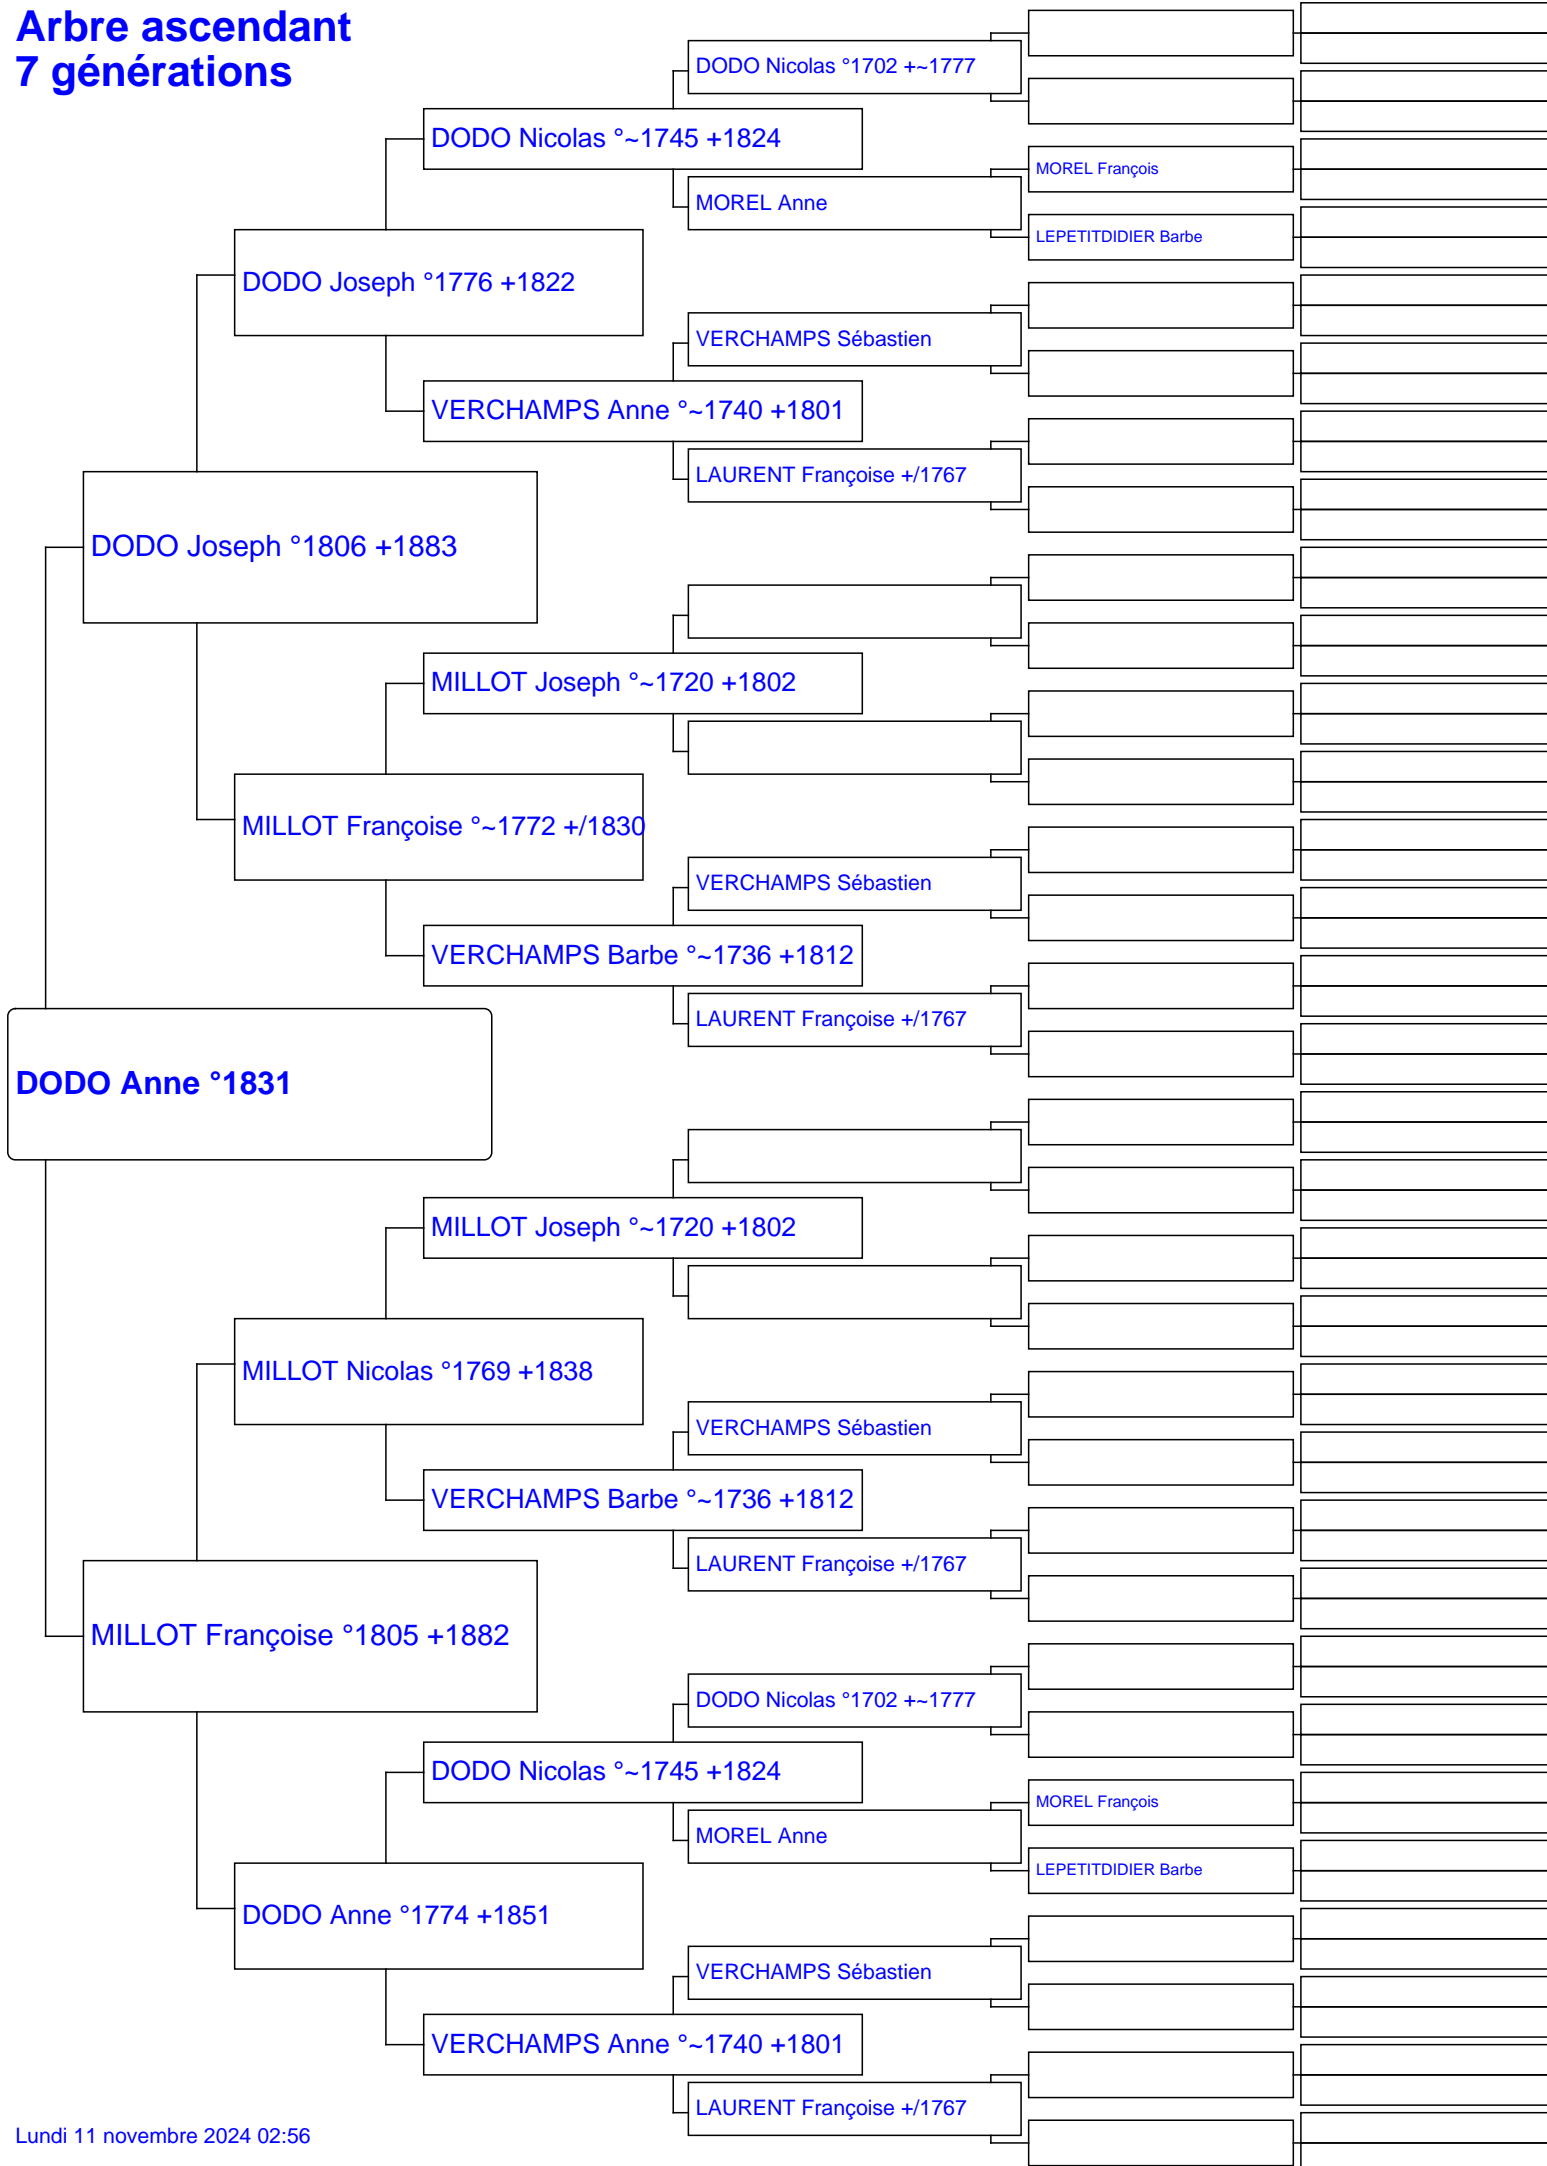 Arbre ascendant
7 générations
DODO Nicolas °1702 +~1777
DODO Nicolas °~1745 +1824
MOREL François
MOREL Anne
LEPETITDIDIER Barbe
DODO Joseph °1776 +1822
VERCHAMPS Sébastien
VERCHAMPS Anne °~1740 +1801
LAURENT Françoise +/1767
DODO Joseph °1806 +1883
MILLOT Joseph °~1720 +1802
MILLOT Françoise °~1772 +/1830
VERCHAMPS Sébastien
VERCHAMPS Barbe °~1736 +1812
LAURENT Françoise +/1767
DODO Anne °1831
MILLOT Joseph °~1720 +1802
MILLOT Nicolas °1769 +1838
VERCHAMPS Sébastien
VERCHAMPS Barbe °~1736 +1812
LAURENT Françoise +/1767
MILLOT Françoise °1805 +1882
DODO Nicolas °1702 +~1777
DODO Nicolas °~1745 +1824
MOREL François
MOREL Anne
LEPETITDIDIER Barbe
DODO Anne °1774 +1851
VERCHAMPS Sébastien
VERCHAMPS Anne °~1740 +1801
LAURENT Françoise +/1767
Lundi 11 novembre 2024 02:56